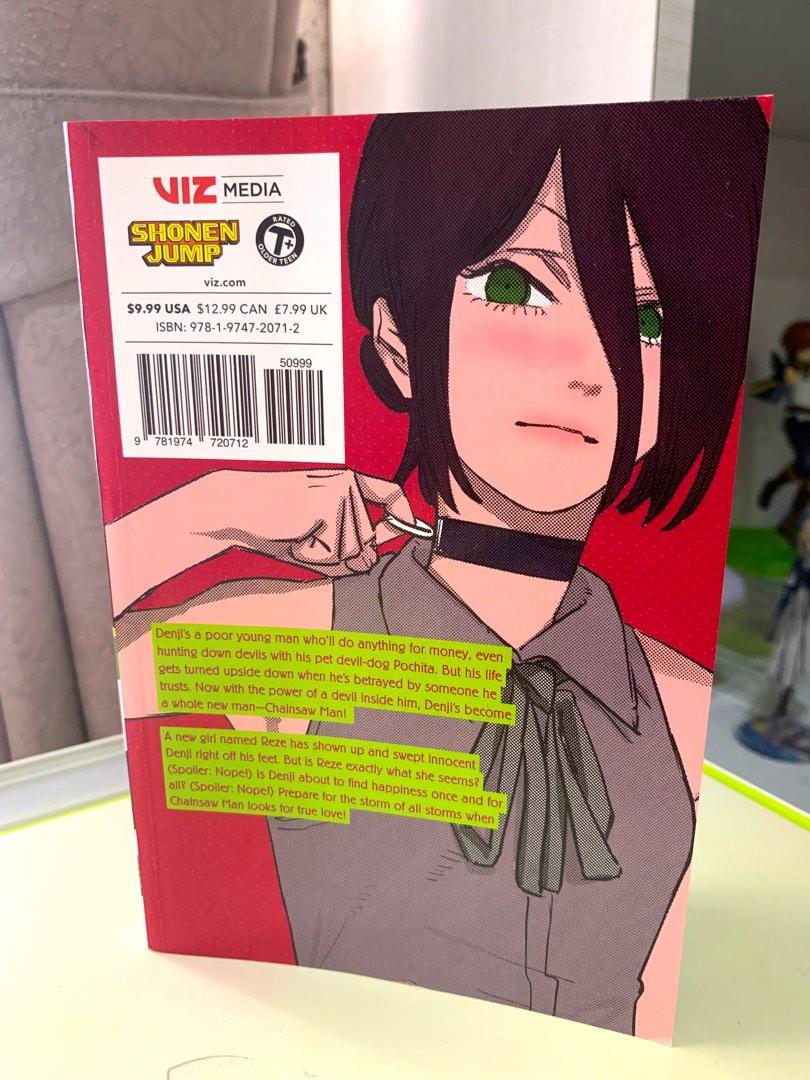 VIZ MEDIA
SHONEN
JUMP
RATED
T+
OLDER TEEN
viz.com
$9.99 USA $12.99 CAN £7.99 UK
ISBN: 978-1-9747-2071-2
50999
9 781974 720712
Denji's a poor young man who'll do anything for money, even
hunting down devils with his pet devil-dog Pochita. But his life
gets turned upside down when he's betrayed by someone he
trusts. Now with the power of a devil inside him, Denji's become
a whole new man—Chainsaw Man!
A new girl named Reze has shown up and swept innocent
Denji right off his feet. But is Reze exactly what she seems?
(Spoiler: Nope!) Is Denji about to find happiness once and for
all? (Spoiler: Nope!) Prepare for the storm of all storms when
Chainsaw Man looks for true love!